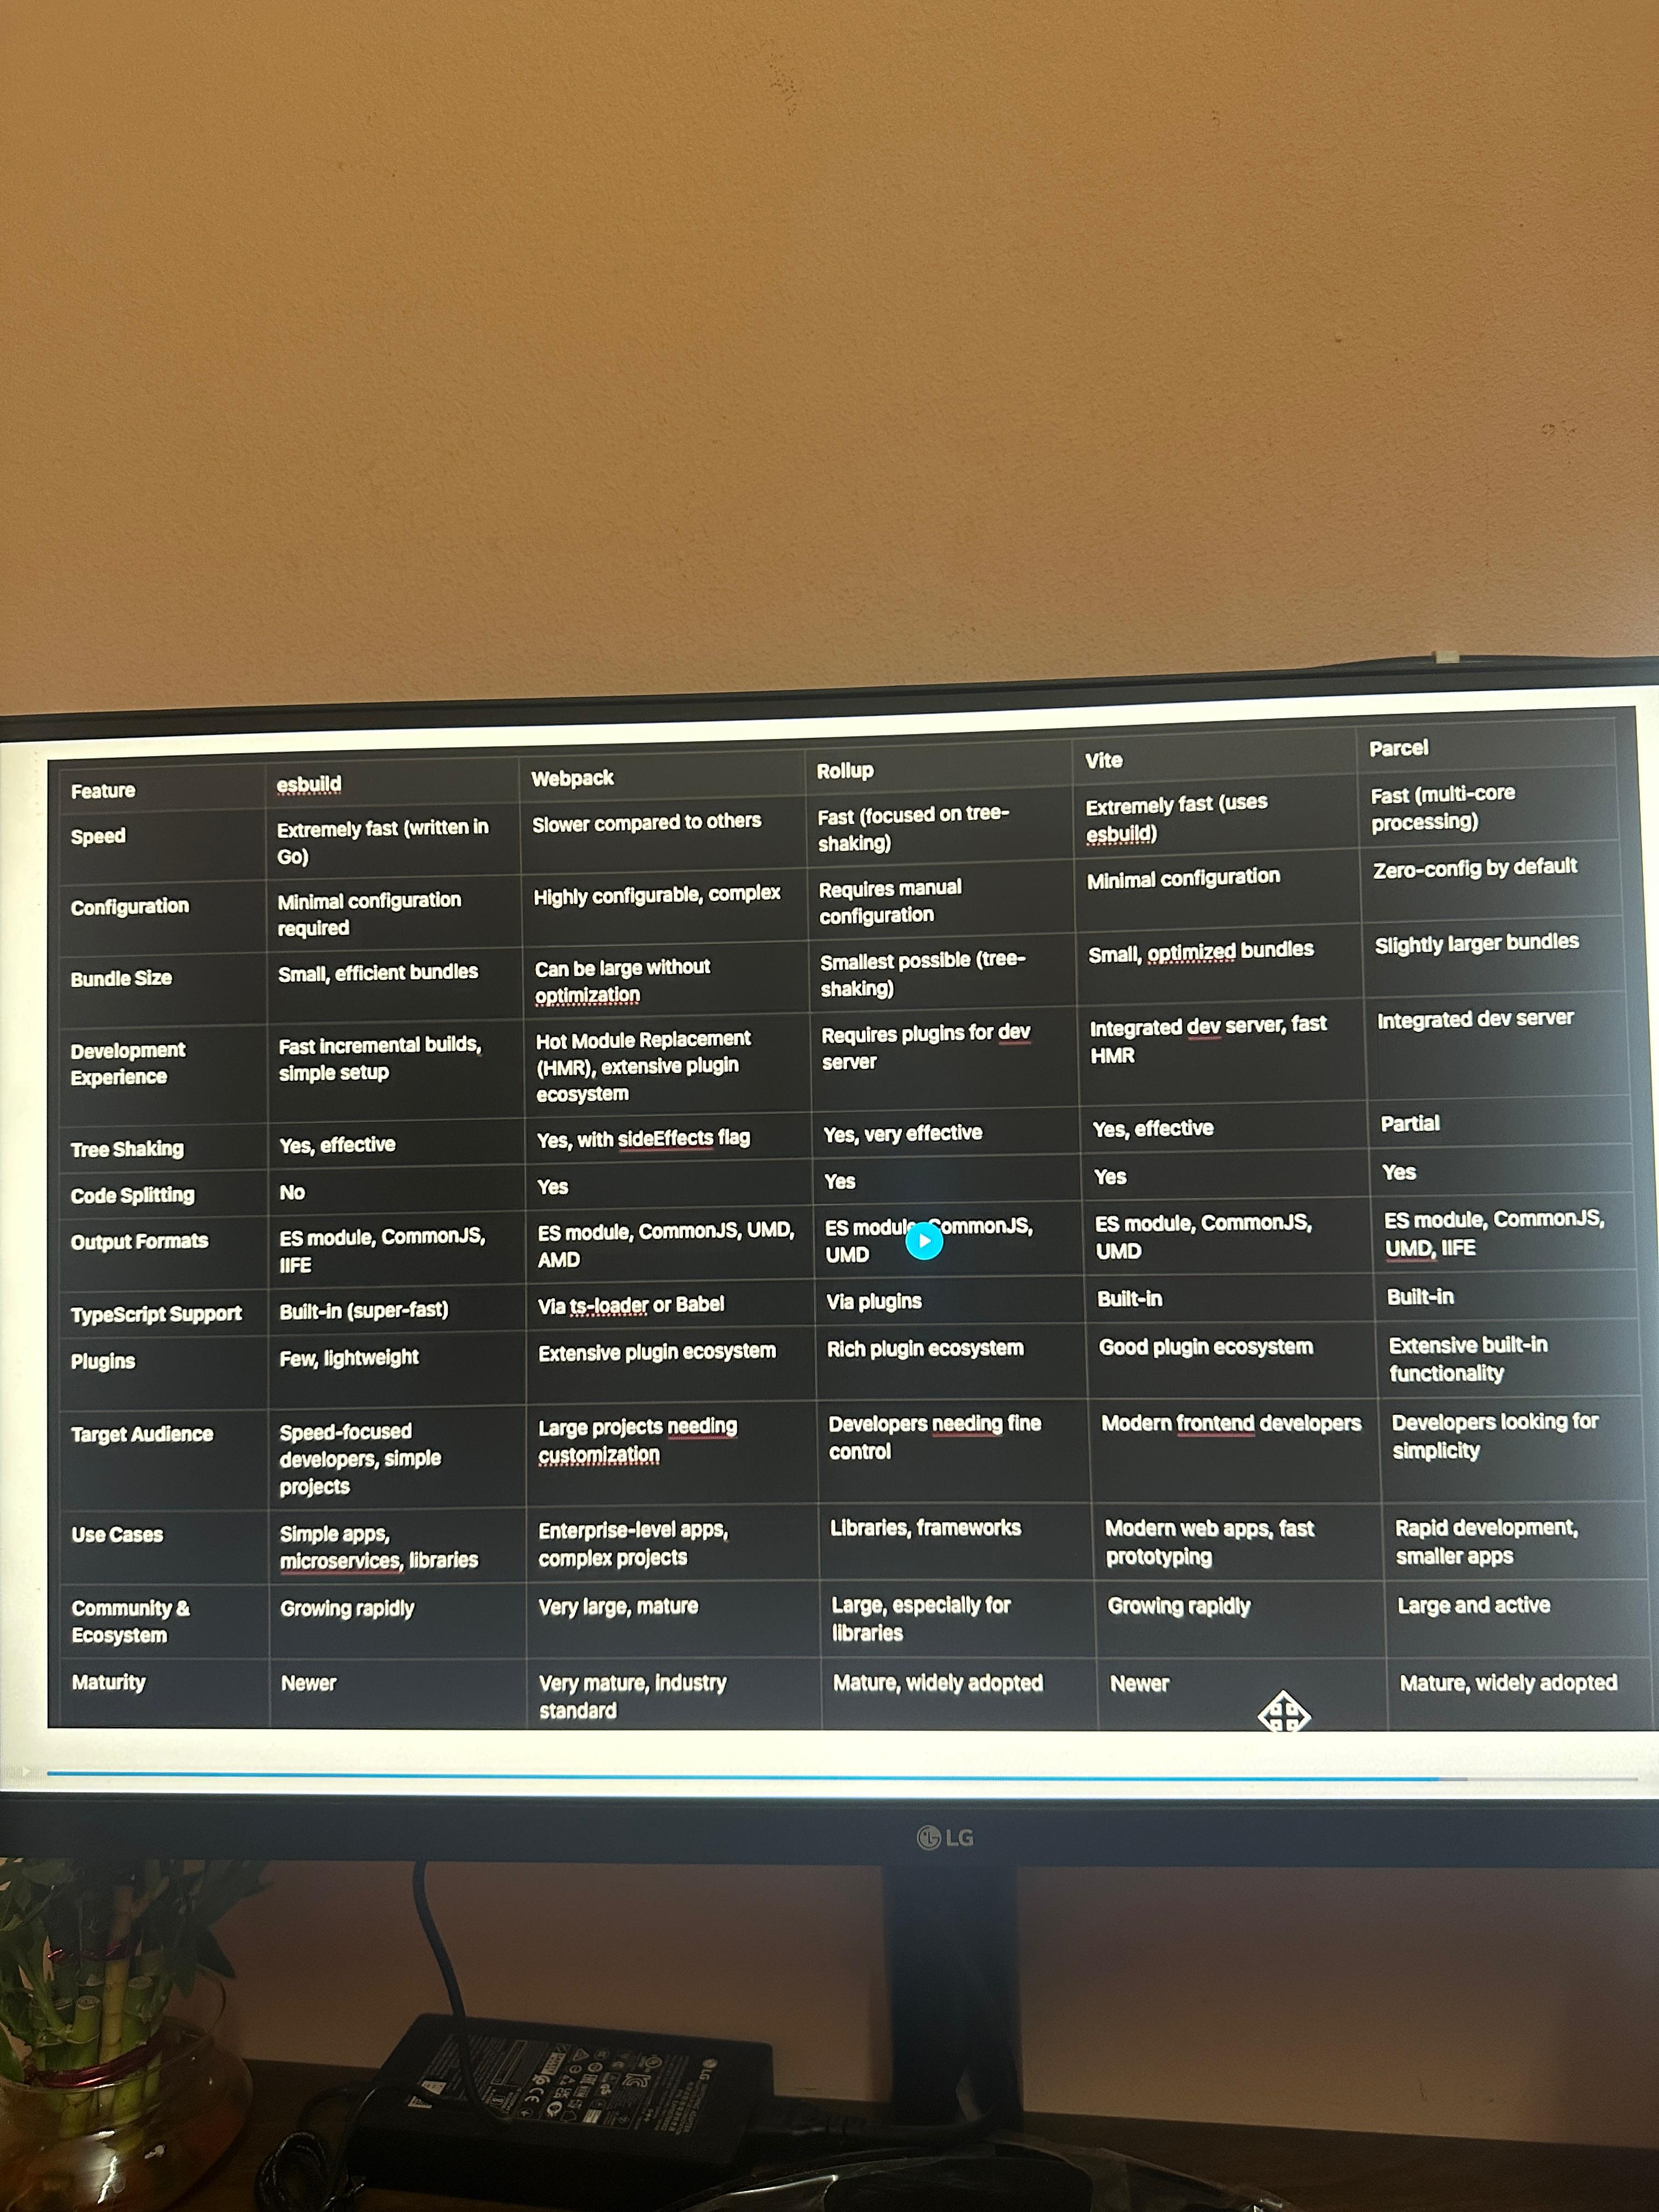 Feature
esbuild
Webpack
Rollup
Vite
Parcel
Speed
Extremely fast (written in
Go)
Slower compared to others
Fast (focused on tree-
shaking)
Extremely fast (uses
esbuild)
Fast (multi-core
processing)
Configuration
Minimal configuration
required
Highly configurable, complex
Requires manual
configuration
Minimal configuration
Zero-config by default
Bundle Size
Small, efficient bundles
Can be large without
optimization
Smallest possible (tree-
shaking)
Small, optimized bundles
Slightly larger bundles
Development
Experience
Fast incremental builds,
simple setup
Hot Module Replacement
(HMR), extensive plugin
ecosystem
Requires plugins for dev
server
Integrated dev server, fast
HMR
Integrated dev server
Tree Shaking
Yes, effective
Yes, with sideEffects flag
Yes, very effective
Yes, effective
Partial
Code Splitting
No
Yes
Yes
Yes
Yes
Output Formats
ES module, CommonJS,
IIFE
ES module, CommonJS, UMD,
AMD
ES module, CommonJS,
UMD
ES module, CommonJS,
UMD
ES module, CommonJS,
UMD, IIFE
TypeScript Support
Built-in (super-fast)
Via ts-loader or Babel
Via plugins
Built-in
Built-in
Plugins
Few, lightweight
Extensive plugin ecosystem
Rich plugin ecosystem
Good plugin ecosystem
Extensive built-in
functionality
Target Audience
Speed-focused
developers, simple
projects
Large projects needing
customization
Developers needing fine
control
Modern frontend developers
Developers looking for
simplicity
Use Cases
Simple apps,
microservices, libraries
Enterprise-level apps,
complex projects
Libraries, frameworks
Modern web apps, fast
prototyping
Rapid development,
smaller apps
Community &
Ecosystem
Growing rapidly
Very large, mature
Large, especially for
libraries
Growing rapidly
Large and active
Maturity
Newer
Very mature, industry
standard
Mature, widely adopted
Newer
Mature, widely adopted
LG
LG